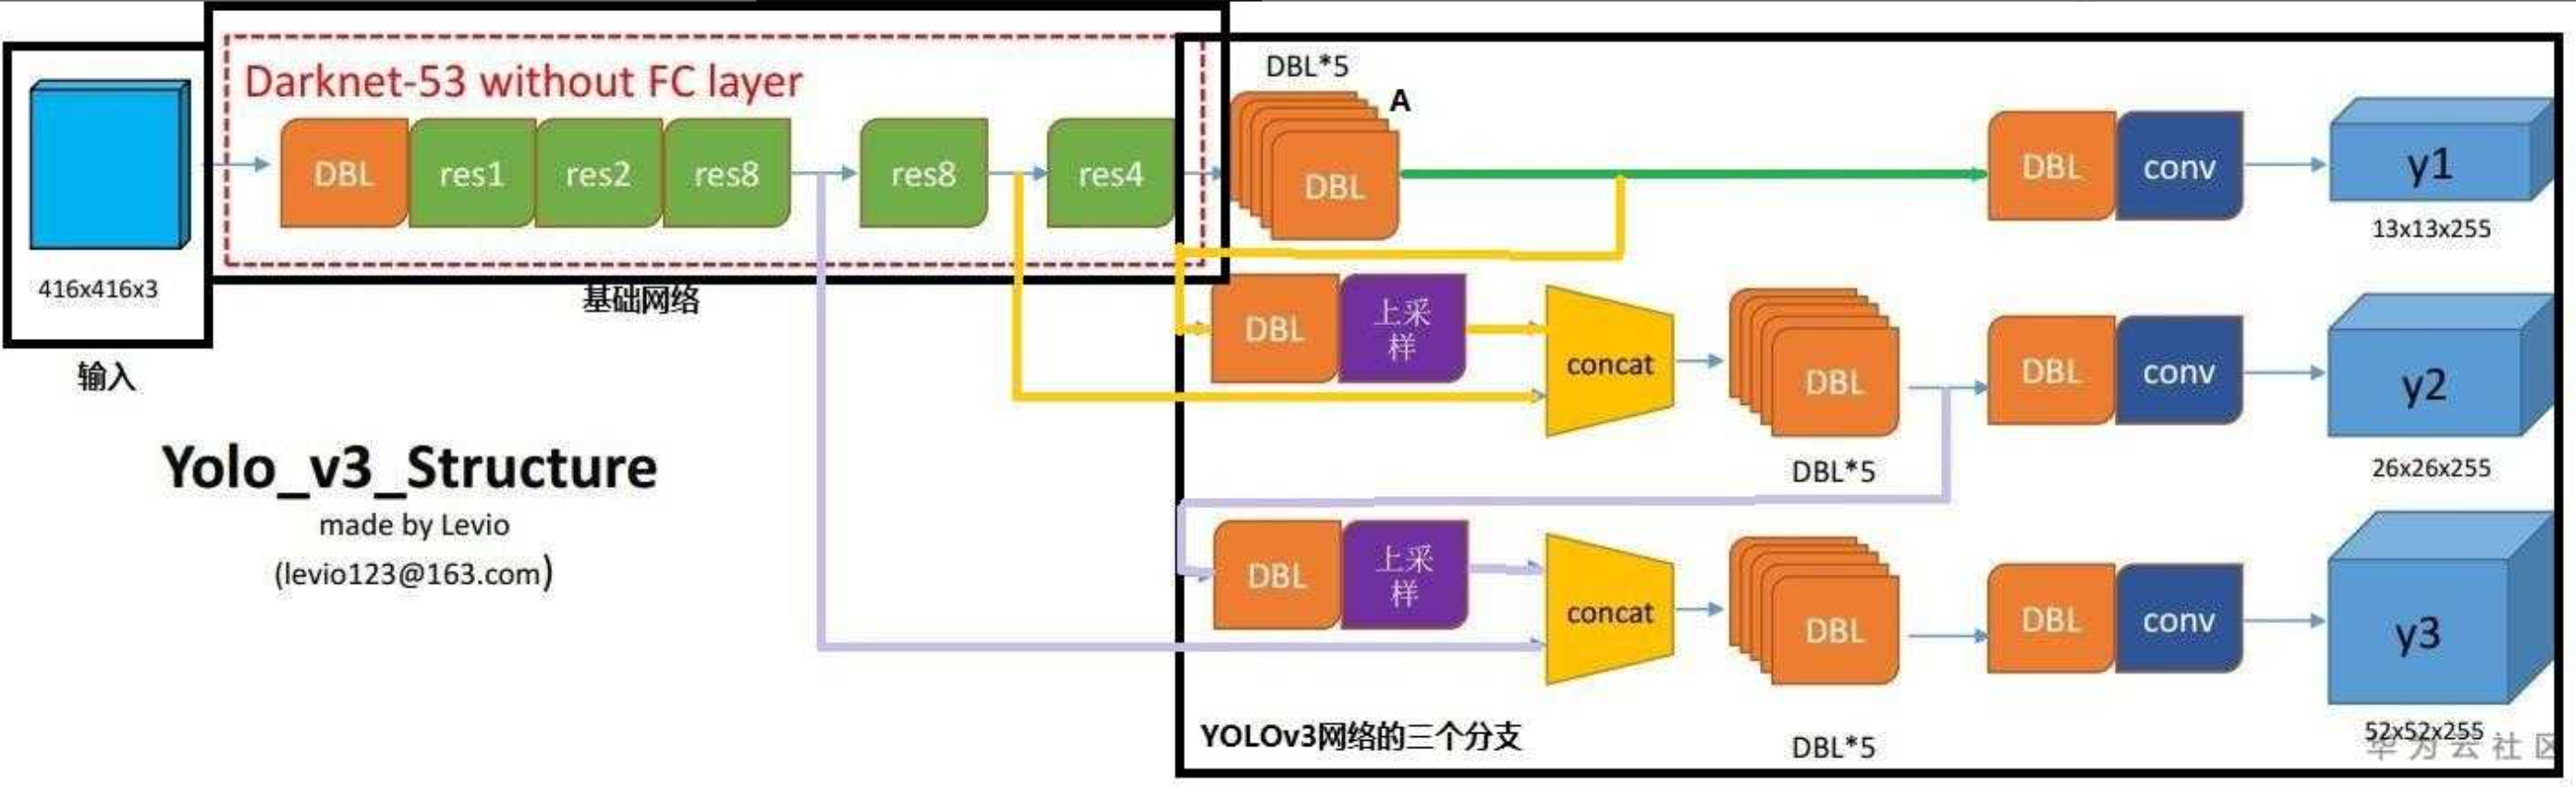 DBL*5
A
Darknet-53 without FC layer
DBL
res1
res2
res8
res8
res4
DBL
DBL
conv
y1
13x13x255
416x416x3
基础网络
输入
DBL
上采
样
concat
DBL
DBL*5
DBL
conv
y2
26x26x255
Yolo_v3_Structure
made by Levio
(levio123@163.com)
DBL
上采
样
concat
DBL
DBL*5
DBL
conv
y3
52x52x255
YOLOv3网络的三个分支
华为云社区